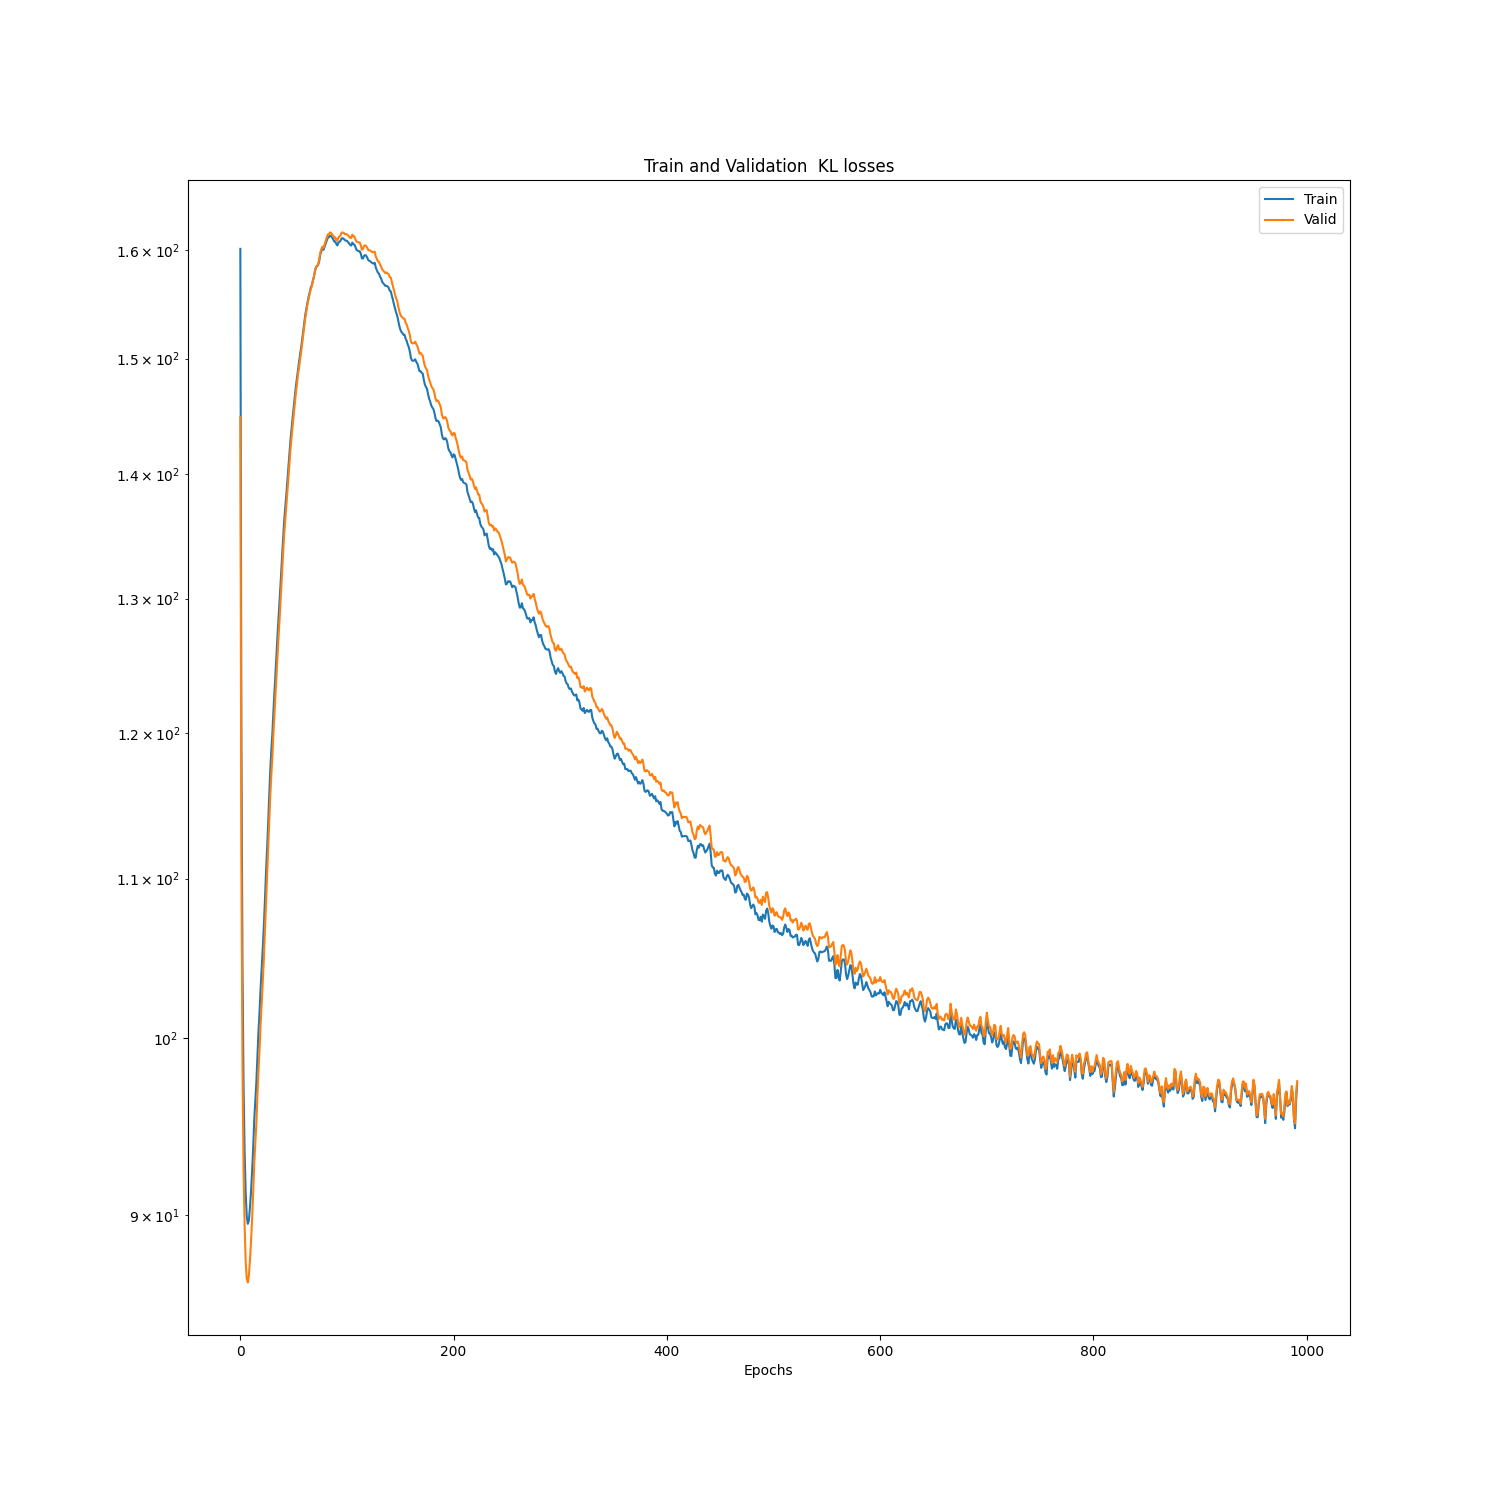 Train and Validation  KL losses
Train
Valid
1.6 × 10²
1.5 × 10²
1.4 × 10²
1.3 × 10²
1.2 × 10²
1.1 × 10²
10²
9 × 10¹
0 200 400 600 800 1000
Epochs